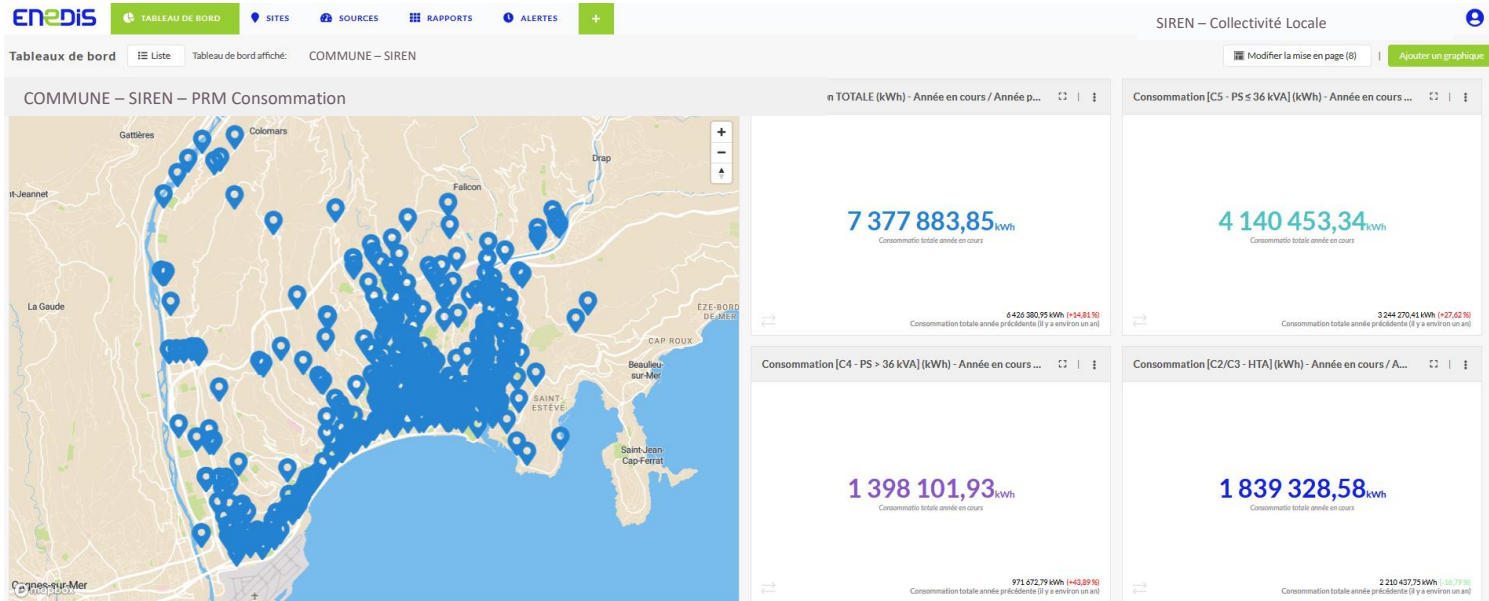 ENEDIS
TABLEAU DE BORD
SITES
SOURCES
RAPPORTS
ALERTES
+
SIREN – Collectivité Locale
Tableaux de bord
Liste
Tableau de bord affiché:
COMMUNE – SIREN
Modifier la mise en page (8)
|
Ajouter un graphique
COMMUNE – SIREN – PRM Consommation
n TOTALE (kWh) - Année en cours / Année p...
Consommation [C5 - PS ≤ 36 kVA] (kWh) - Année en cours ...
Gattières
Colomars
Drap
t-Jeannet
Falicon
La Gaude
ÈZE-BORD
DE-MER
CAP ROUX
Beaulieu-
sur-Mer
SAINT-
ESTÈVE
Saint-Jean-
Cap-Ferrat
Cagnes-sur-Mer
mapbox
7 377 883,85kWh
Consommatio totale année en cours
6 426 380,95 kWh (+14,81 %)
Consommation totale année précédente (il y a environ un an)
4 140 453,34kWh
Consommatio totale année en cours
3 244 270,41 kWh (+27,62 %)
Consommation totale année précédente (il y a environ un an)
Consommation [C4 - PS > 36 kVA] (kWh) - Année en cours ...
Consommation [C2/C3 - HTA] (kWh) - Année en cours / A...
1 398 101,93kWh
Consommatio totale année en cours
971 672,79 kWh (+43,89 %)
Consommation totale année précédente (il y a environ un an)
1 839 328,58kWh
Consommatio totale année en cours
2 210 437,75 kWh (-16,79 %)
Consommation totale année précédente (il y a environ un an)